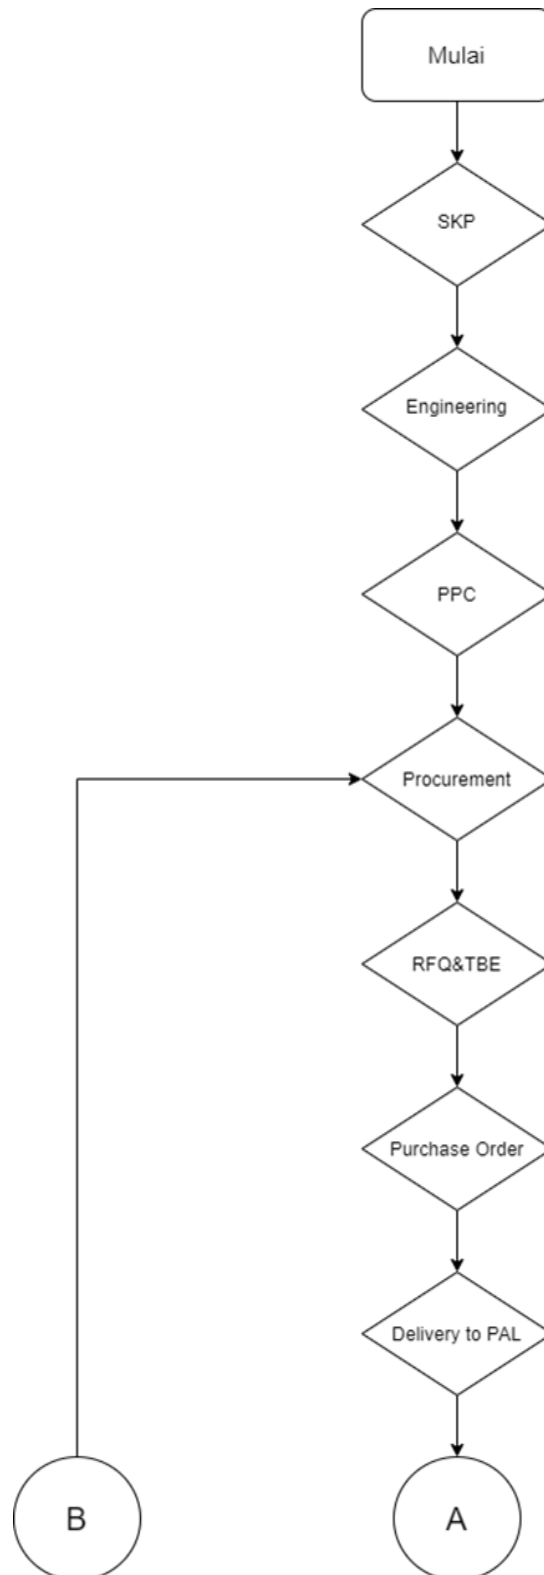 Mulai
SKP
Engineering
PPC
Procurement
RFQ&TBE
Purchase Order
Delivery to PAL
B
A